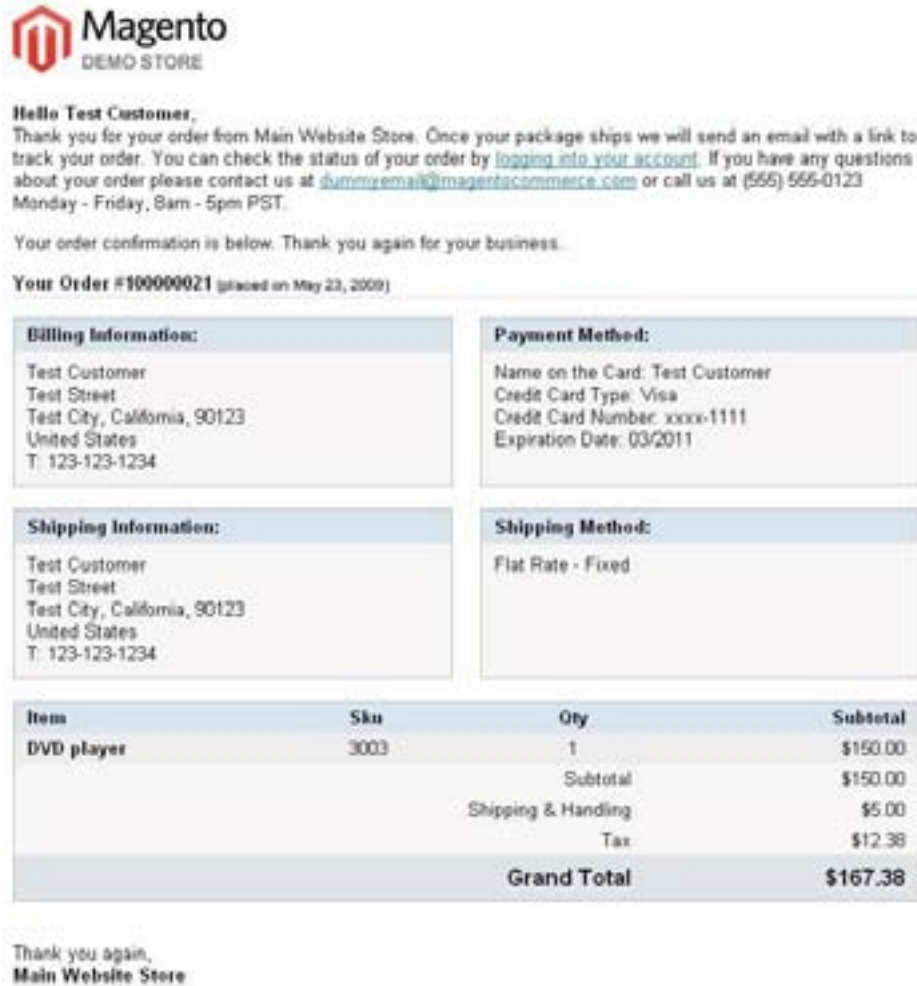 Magento
DEMO STORE
Hello Test Customer,
Thank you for your order from Main Website Store. Once your package ships we will send an email with a link to
track your order. You can check the status of your order by logging into your account. If you have any questions
about your order please contact us at dummyemail@magentocommerce.com or call us at (555) 555-0123
Monday - Friday, 8am - 5pm PST.
Your order confirmation is below. Thank you again for your business.
Your Order #100000021 (placed on May 23, 2009)
Billing Information:
Test Customer
Test Street
Test City, California, 90123
United States
T: 123-123-1234
Payment Method:
Name on the Card: Test Customer
Credit Card Type: Visa
Credit Card Number: xxxx-1111
Expiration Date: 03/2011
Shipping Information:
Test Customer
Test Street
Test City, California, 90123
United States
T: 123-123-1234
Shipping Method:
Flat Rate - Fixed
Item Sku Qty Subtotal
DVD player 3003 1 $150.00
Subtotal $150.00
Shipping & Handling $5.00
Tax $12.38
Grand Total $167.38
Thank you again,
Main Website Store